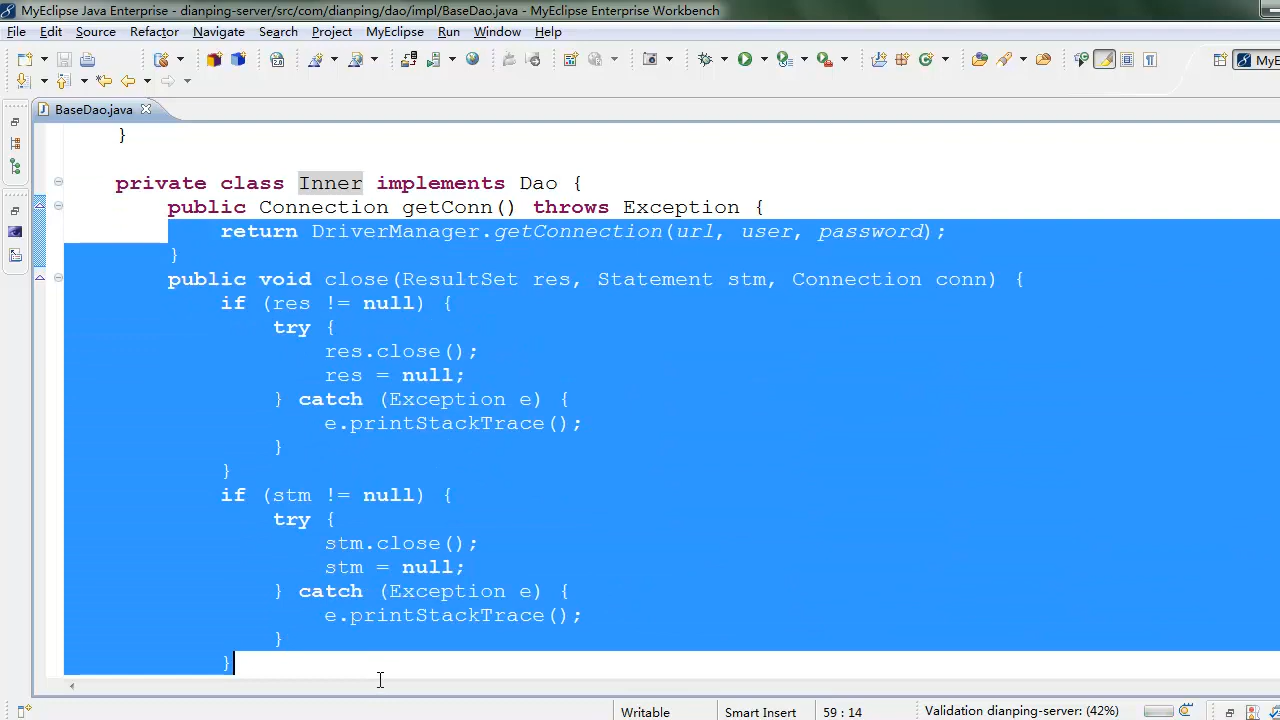 MyEclipse Java Enterprise - dianping-server/src/com/dianping/dao/impl/BaseDao.java - MyEclipse Enterprise Workbench
File Edit Source Refactor Navigate Search Project MyEclipse Run Window Help
MyE
BaseDao.java
}
private class Inner implements Dao {
public Connection getConn() throws Exception {
return DriverManager.getConnection(url, user, password);
}
public void close(ResultSet res, Statement stm, Connection conn) {
if (res != null) {
try {
res.close();
res = null;
} catch (Exception e) {
e.printStackTrace();
}
}
if (stm != null) {
try {
stm.close();
stm = null;
} catch (Exception e) {
e.printStackTrace();
}
}
Writable Smart Insert 59 : 14 Validation dianping-server: (42%)